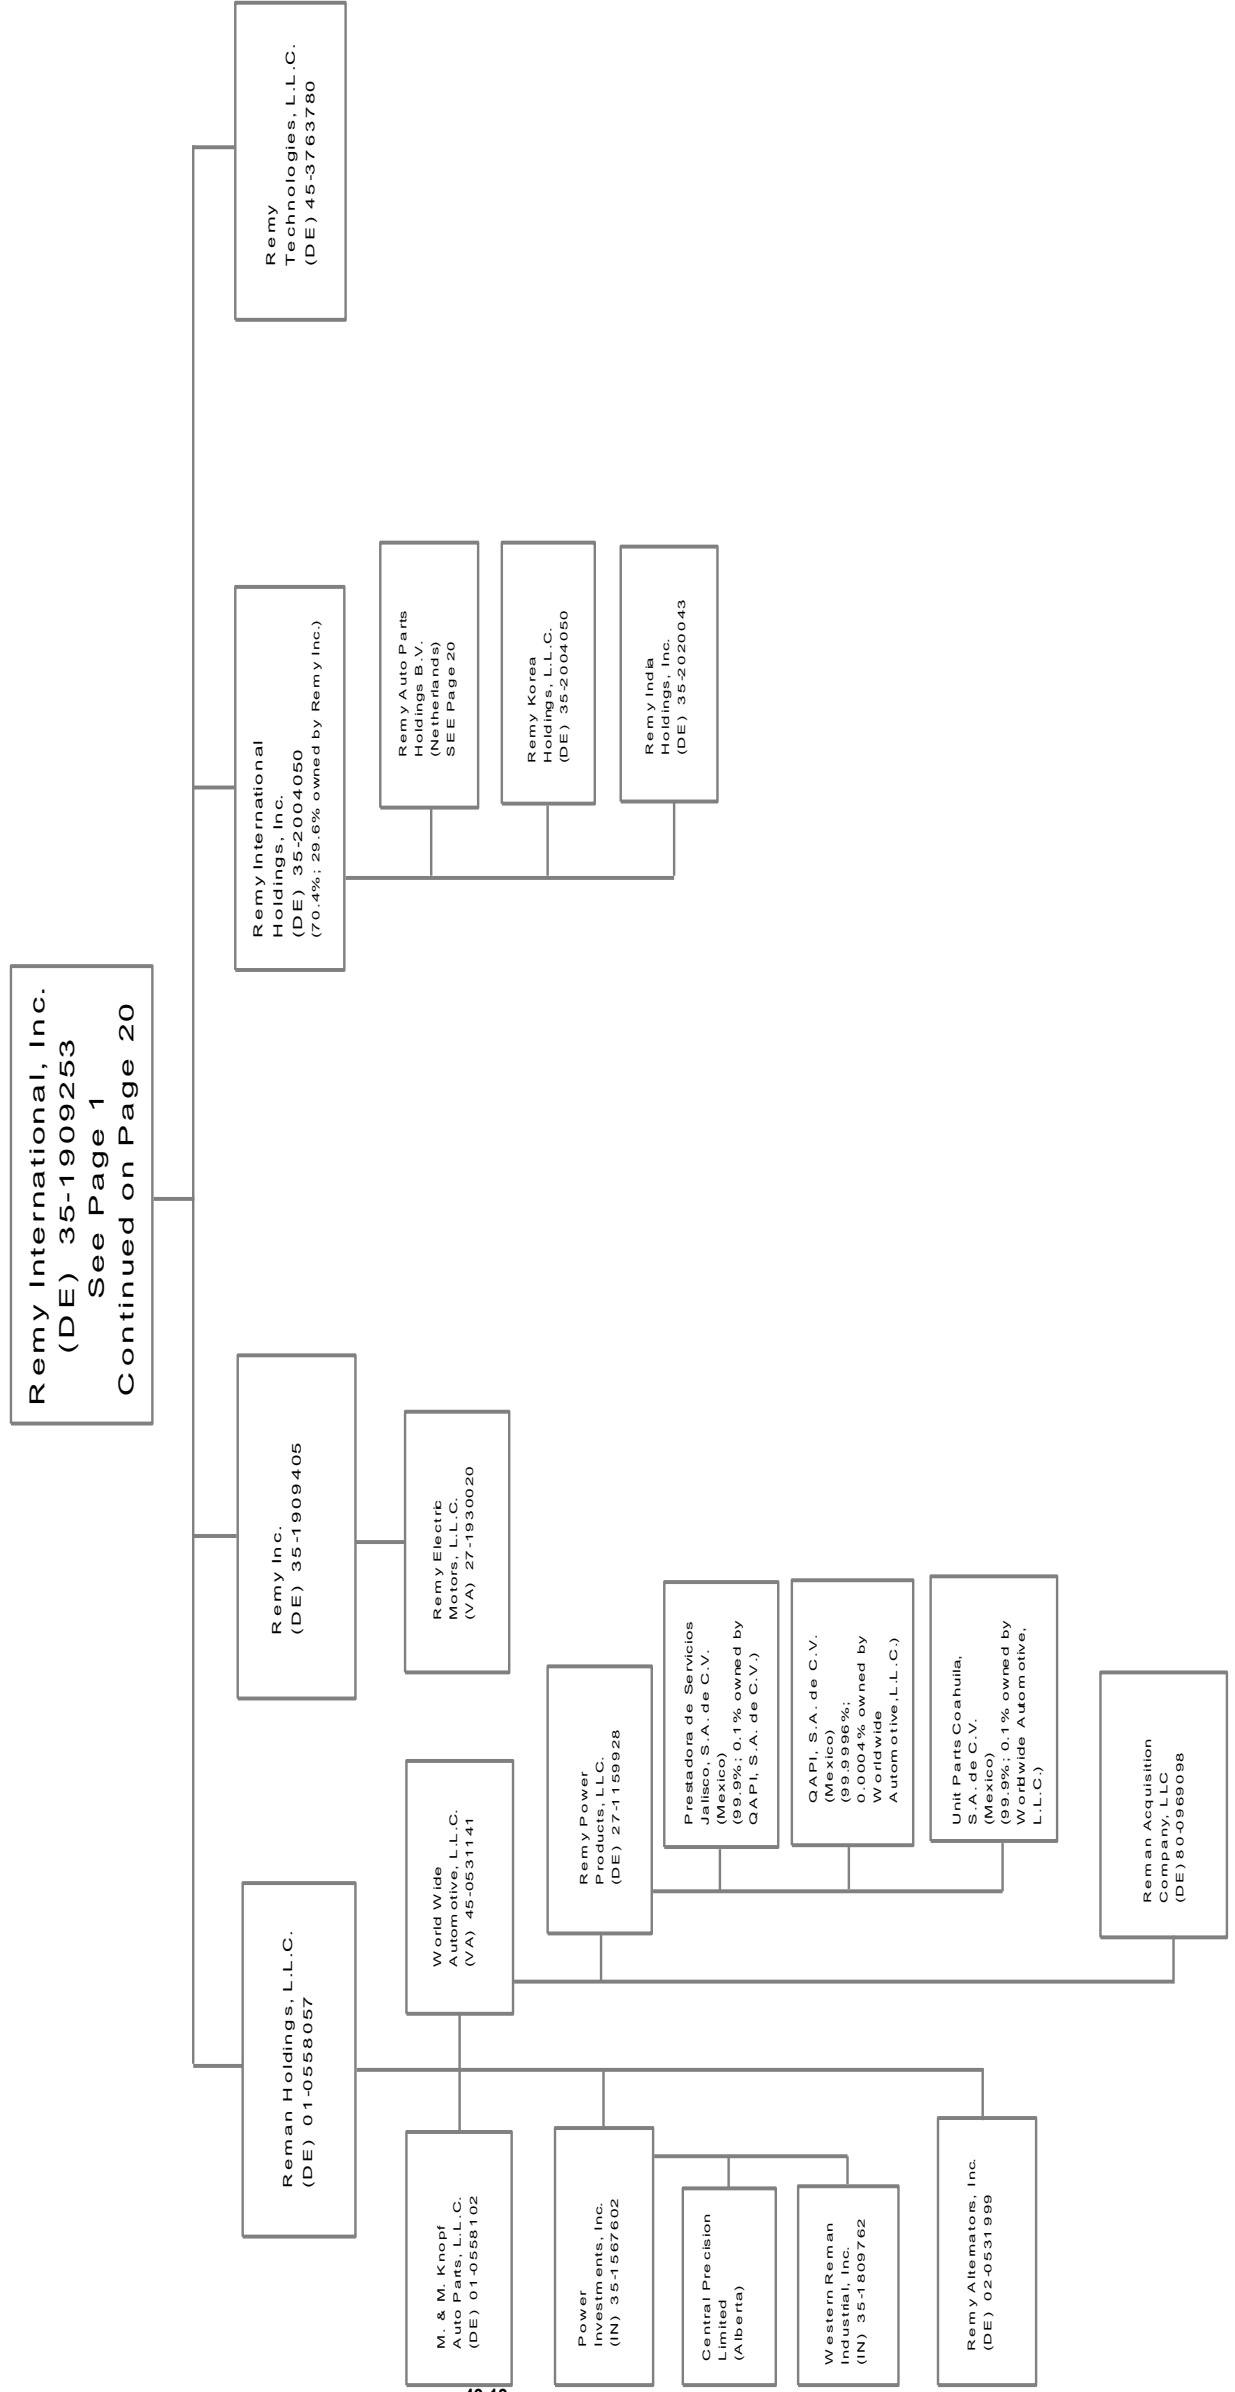 Remy International, Inc.
(DE) 35-1909253
See Page 1
Continued on Page 20
Reman Holdings, L.L.C.
(DE) 01-0558057
Remy Inc.
(DE) 35-1909405
Remy International
Holdings, Inc.
(DE) 35-2004050
(70.4%; 29.6% owned by Remy Inc.)
Remy
Technologies, L.L.C.
(DE) 45-3763780
M. & M. Knopf
Auto Parts, L.L.C.
(DE) 01-0558102
World Wide
Automotive, L.L.C.
(VA) 45-0531141
Remy Electric
Motors, L.L.C.
(VA) 27-1930020
Remy Auto Parts
Holdings B.V.
(Netherlands)
SEE Page 20
Power
Investments, Inc.
(IN) 35-1567602
Remy Power
Products, LLC.
(DE) 27-1159928
Remy Korea
Holdings, L.L.C.
(DE) 35-2004050
Central Precision
Limited
(Alberta)
Prestadora de Servicios
Jalisco, S.A. de C.V.
(Mexico)
(99.9%; 0.1% owned by
QAPI, S.A. de C.V.)
Remy India
Holdings, Inc.
(DE) 35-2020043
Western Reman
Industrial, Inc.
(IN) 35-1809762
QAPI, S.A. de C.V.
(Mexico)
(99.9996%;
0.0004% owned by
Worldwide
Automotive,L.L.C.)
Remy Alternators, Inc.
(DE) 02-0531999
Unit Parts Coahuila,
S.A. de C.V.
(Mexico)
(99.9%; 0.1% owned by
Worldwide Automotive,
L.L.C.)
Reman Acquisition
Company, LLC
(DE)80-0969098